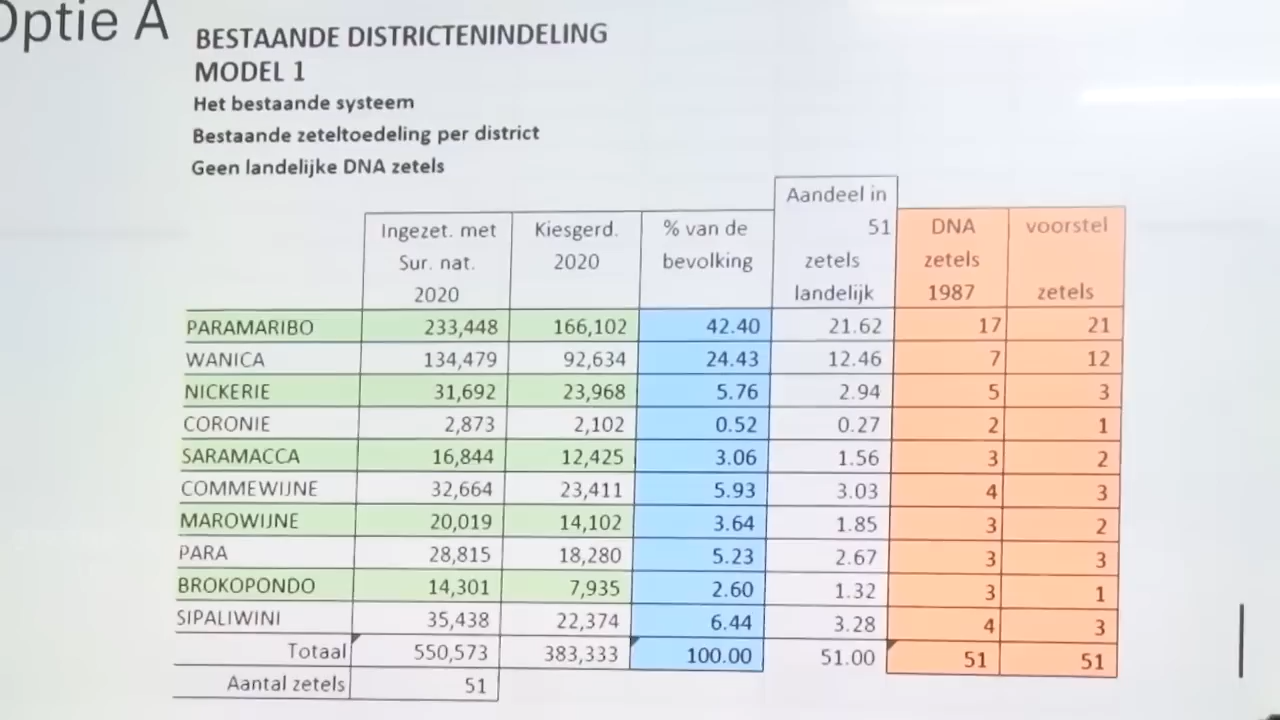 Optie A
BESTAANDE DISTRICTENINDELING
MODEL 1
Het bestaande systeem
Bestaande zeteltoedeling per district
Geen landelijke DNA zetels
Ingezet. met Sur. nat. 2020 Kiesgerd. 2020 % van de bevolking Aandeel in 51 zetels landelijk DNA zetels 1987 voorstel zetels
PARAMARIBO 233,448 166,102 42.40 21.62 17 21
WANICA 134,479 92,634 24.43 12.46 7 12
NICKERIE 31,692 23,968 5.76 2.94 5 3
CORONIE 2,873 2,102 0.52 0.27 2 1
SARAMACCA 16,844 12,425 3.06 1.56 3 2
COMMEWIJNE 32,664 23,411 5.93 3.03 4 3
MAROWIJNE 20,019 14,102 3.64 1.85 3 2
PARA 28,815 18,280 5.23 2.67 3 3
BROKOPONDO 14,301 7,935 2.60 1.32 3 1
SIPALIWINI 35,438 22,374 6.44 3.28 4 3
Totaal 550,573 383,333 100.00 51.00 51 51
Aantal zetels 51